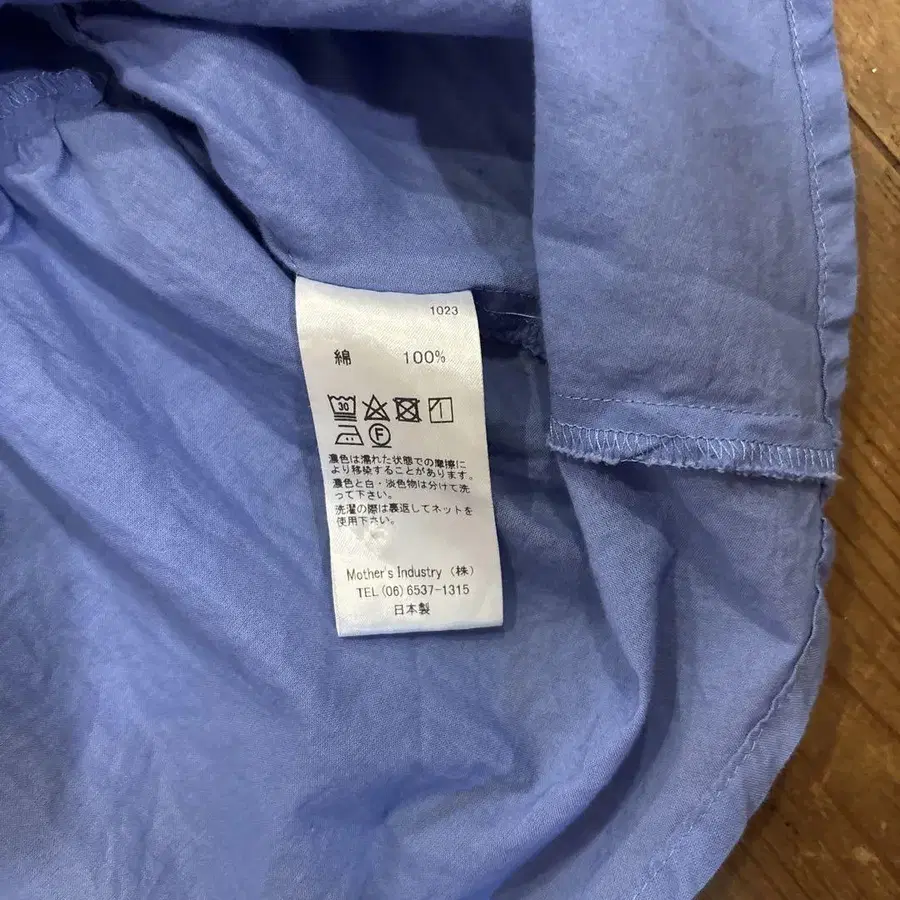 1023
綿 100%
30
F
濃色は濡れた状態での摩擦に
より移染することがあります。
濃色と白・淡色物は分けて洗
って下さい。
洗濯の際は裏返してネットを
使用下さい。
Mother's Industry (株)
TEL(06)6537-1315
日本製